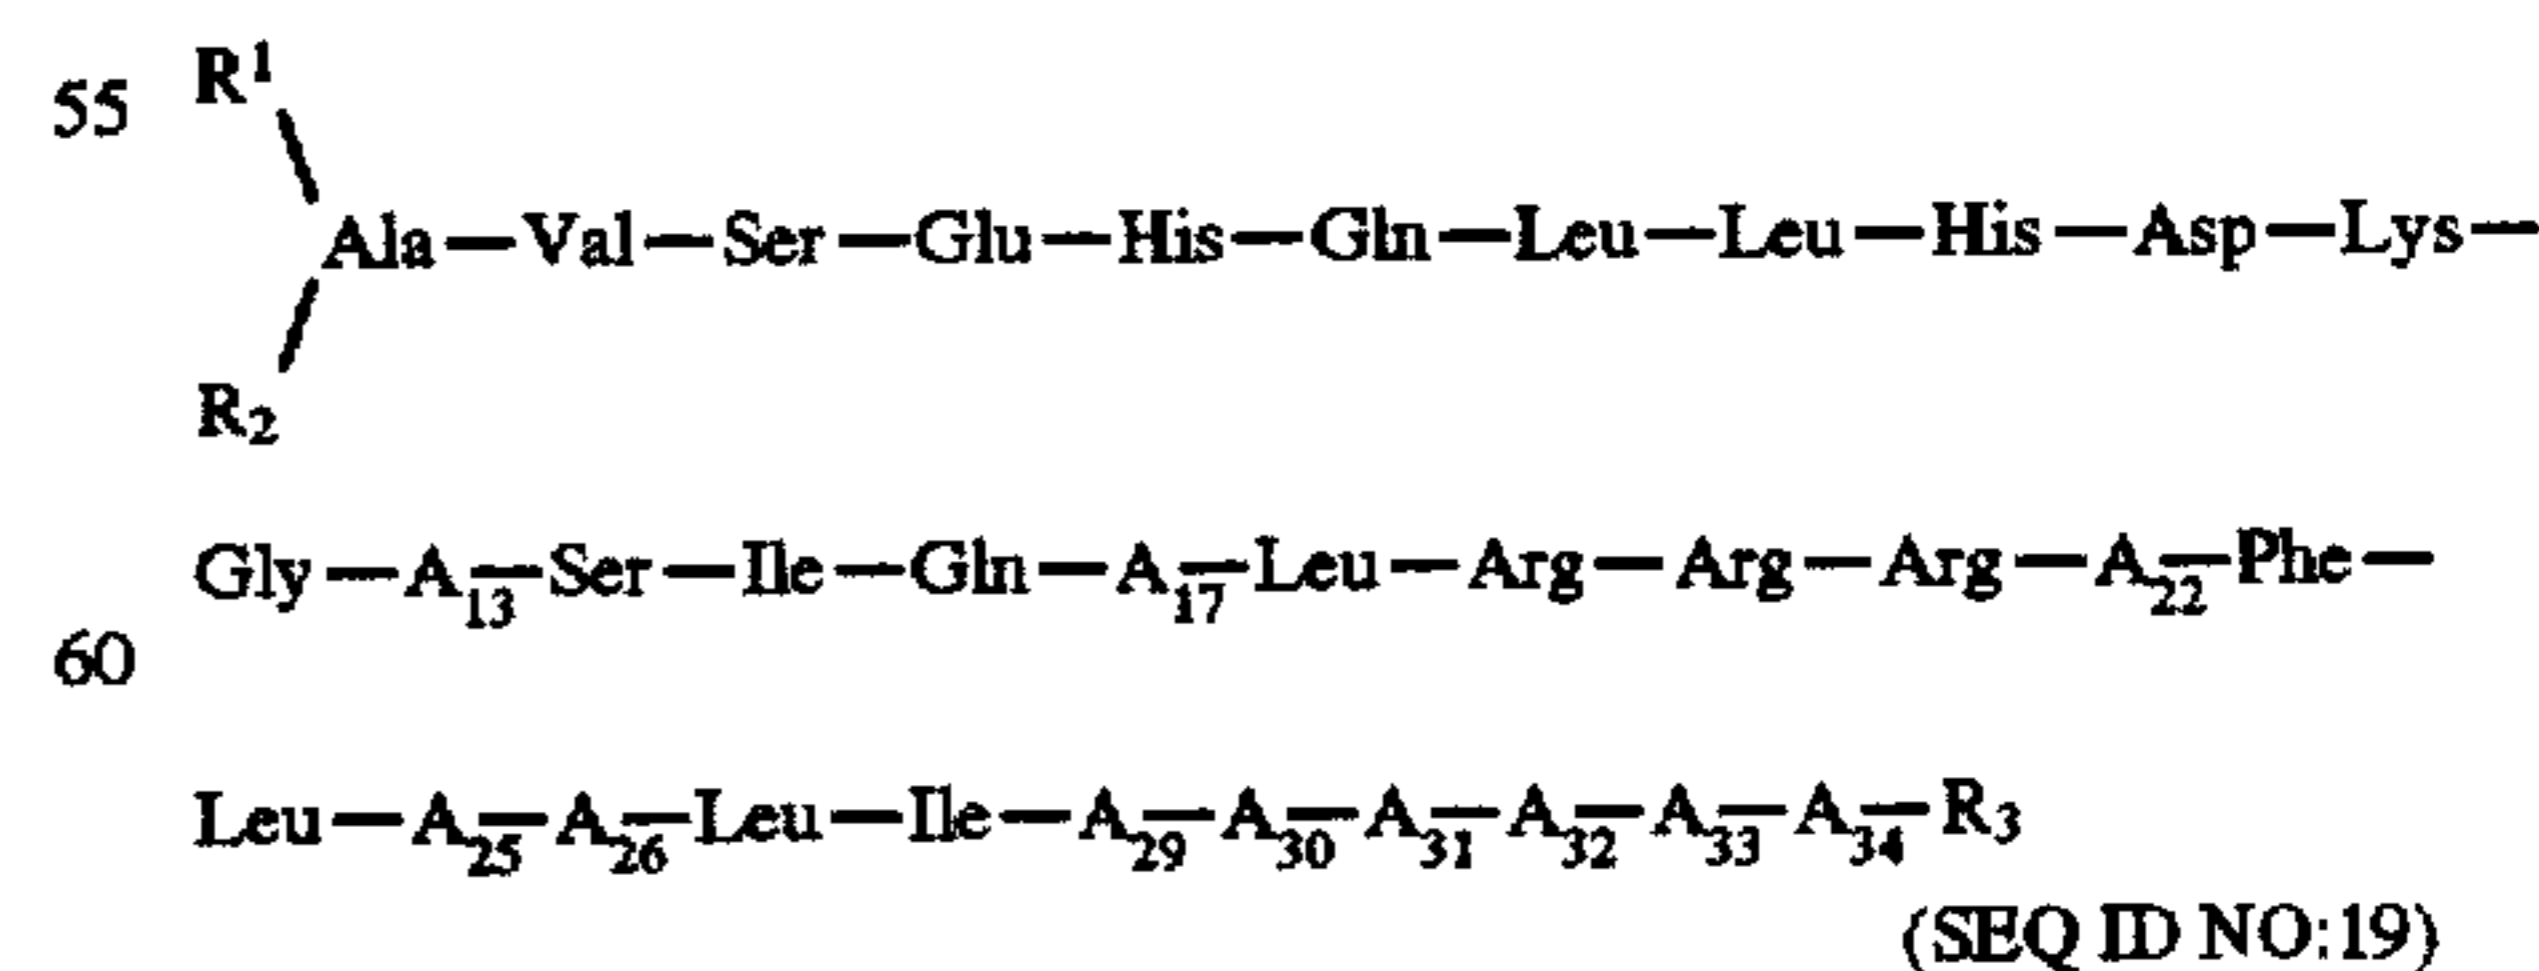 55 R¹
Ala—Val—Ser—Glu—His—Gln—Leu—Leu—His—Asp—Lys—
R₂
Gly—A₁₃—Ser—Ile—Gln—A₁₇—Leu—Arg—Arg—Arg—A₂₂—Phe—
60
Leu—A₂₅—A₂₆—Leu—Ile—A₂₉—A₃₀—A₃₁—A₃₂—A₃₃—A₃₄—R₃
(SEQ ID NO:19)